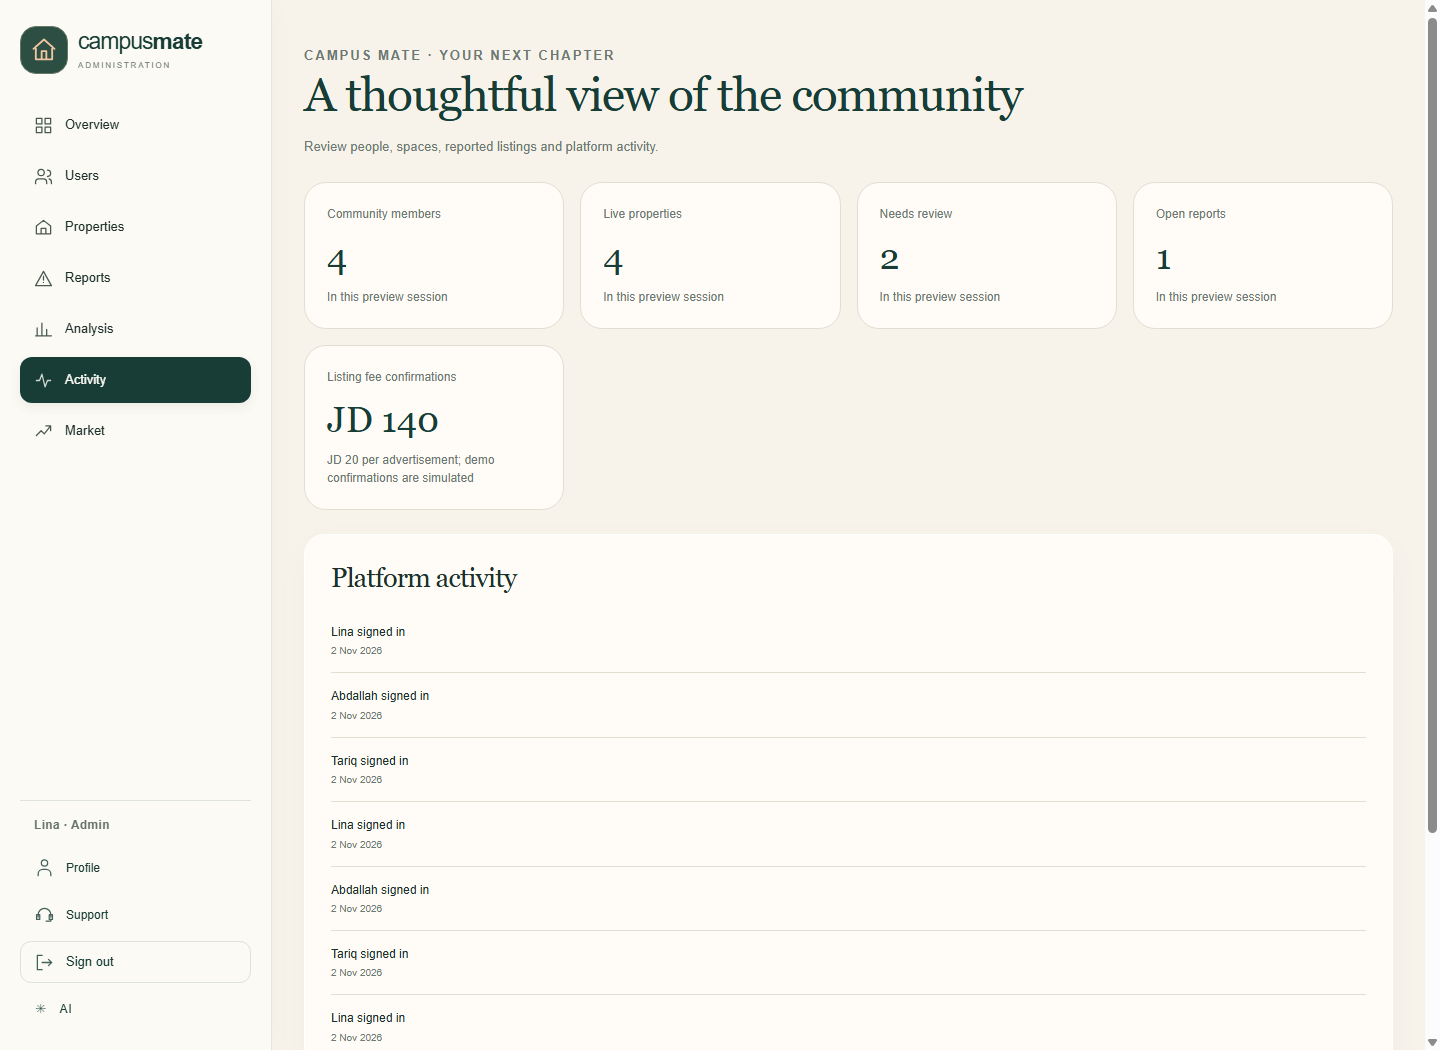 campusmate
ADMINISTRATION
Overview
Users
Properties
Reports
Analysis
Activity
Market
Lina · Admin
Profile
Support
Sign out
AI
CAMPUS MATE · YOUR NEXT CHAPTER
A thoughtful view of the community
Review people, spaces, reported listings and platform activity.
Community members
4
In this preview session
Live properties
4
In this preview session
Needs review
2
In this preview session
Open reports
1
In this preview session
Listing fee confirmations
JD 140
JD 20 per advertisement; demo
confirmations are simulated
Platform activity
Lina signed in
2 Nov 2026
Abdallah signed in
2 Nov 2026
Tariq signed in
2 Nov 2026
Lina signed in
2 Nov 2026
Abdallah signed in
2 Nov 2026
Tariq signed in
2 Nov 2026
Lina signed in
2 Nov 2026